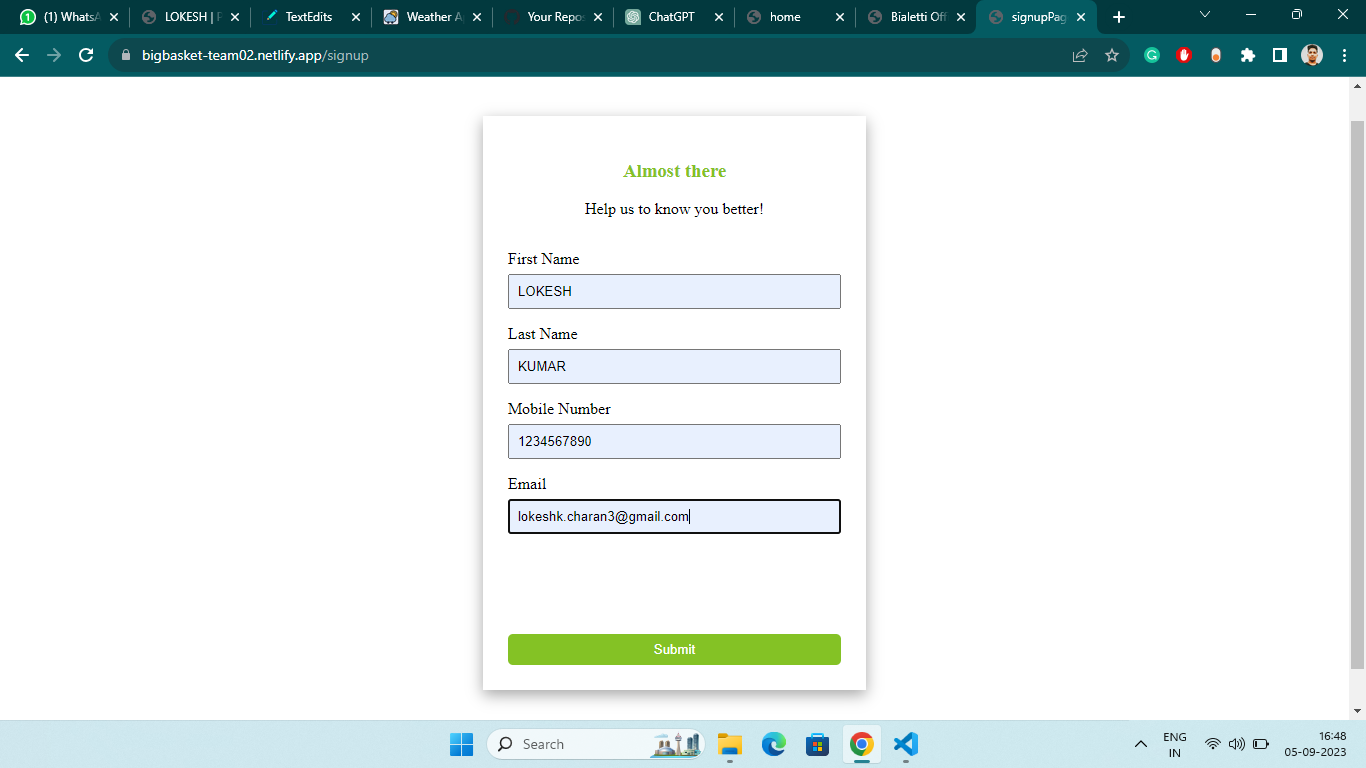 (1) WhatsA
LOKESH | P
TextEdits
Weather A
Your Repos
ChatGPT
home
Bialetti Off
signupPag
bigbasket-team02.netlify.app/signup
Almost there
Help us to know you better!
First Name
LOKESH
Last Name
KUMAR
Mobile Number
1234567890
Email
lokeshk.charan3@gmail.com
Submit
Search
ENG
IN
16:48
05-09-2023